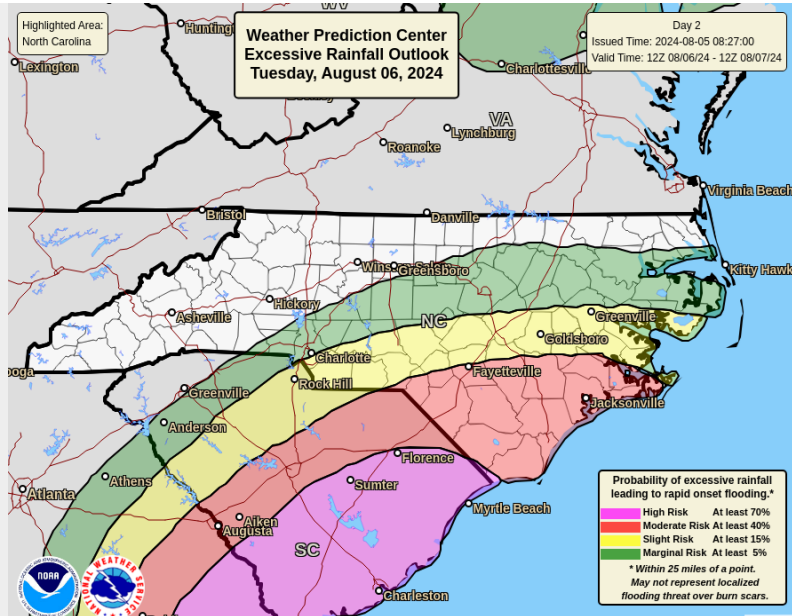 Highlighted Area:
North Carolina
Weather Prediction Center
Excessive Rainfall Outlook
Tuesday, August 06, 2024
Day 2
Issued Time: 2024-08-05 08:27:00
Valid Time: 12Z 08/06/24 - 12Z 08/07/24
WV
Lexington
Charlottesvill
VA
Lynchburg
Roanoke
Virginia Beach
Bristol
Danville
Greensboro
Kitty Hawk
Hickory
Asheville
Greenville
NC
Goldsboro
Charlotte
ooga
Rock Hill
Fayetteville
Greenville
Jacksonville
Anderson
Florence
Athens
Sumter
Atlanta
Myrtle Beach
Aiken
Augusta
SC
Charleston
Probability of excessive rainfall
leading to rapid onset flooding.*
High Risk At least 70%
Moderate Risk At least 40%
Slight Risk At least 15%
Marginal Risk At least 5%
* Within 25 miles of a point.
May not represent localized
flooding threat over burn scars.
NOAA
NATIONAL WEATHER SERVICE